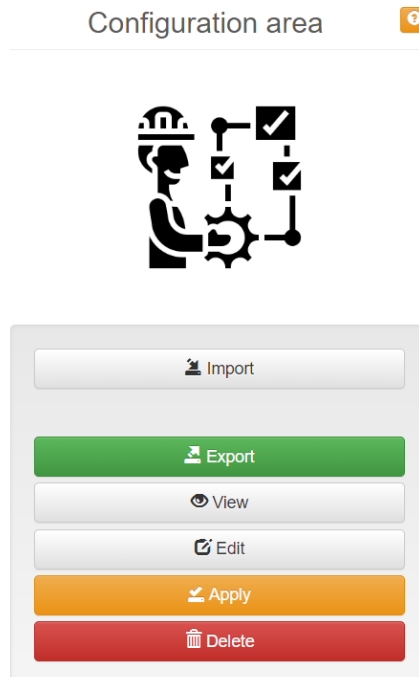 Configuration area
Import
Export
View
Edit
Apply
Delete